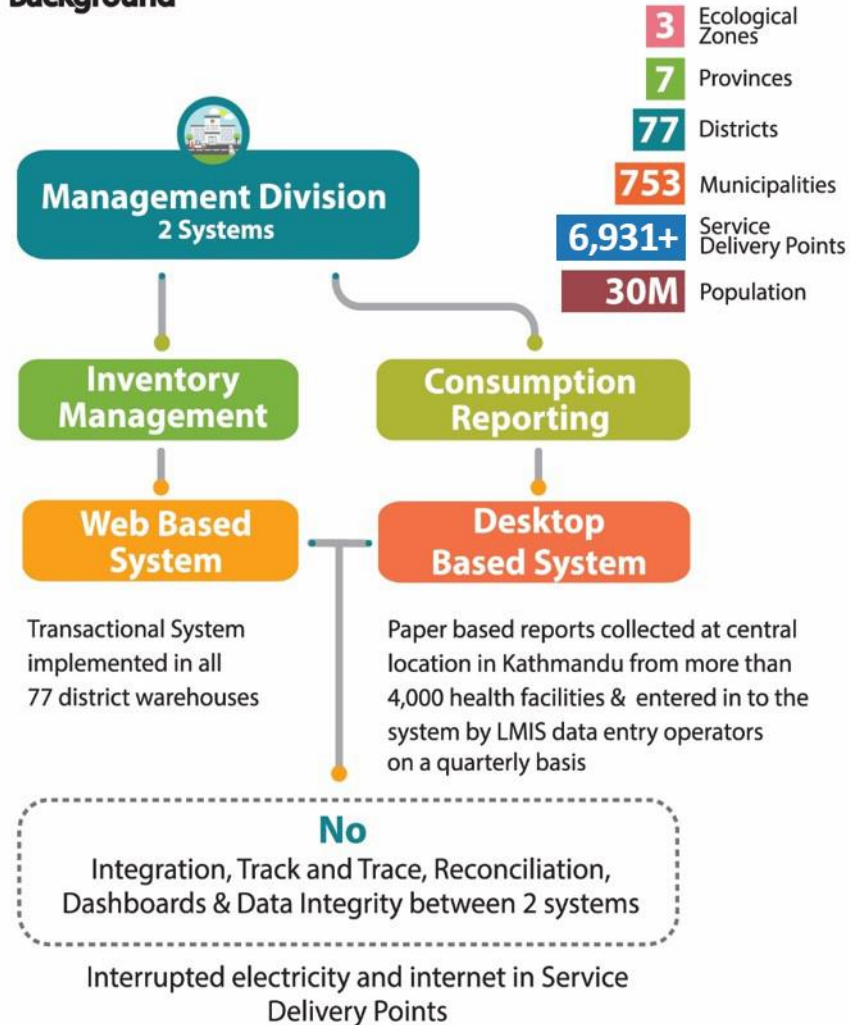 Background
3 Ecological
Zones
7 Provinces
77 Districts
753 Municipalities
6,931+ Service
Delivery Points
30M Population
Management Division
2 Systems
Inventory
Management
Consumption
Reporting
Web Based
System
Desktop
Based System
Transactional System
implemented in all
77 district warehouses
Paper based reports collected at central
location in Kathmandu from more than
4,000 health facilities & entered in to the
system by LMIS data entry operators
on a quarterly basis
No
Integration, Track and Trace, Reconciliation,
Dashboards & Data Integrity between 2 systems
Interrupted electricity and internet in Service
Delivery Points